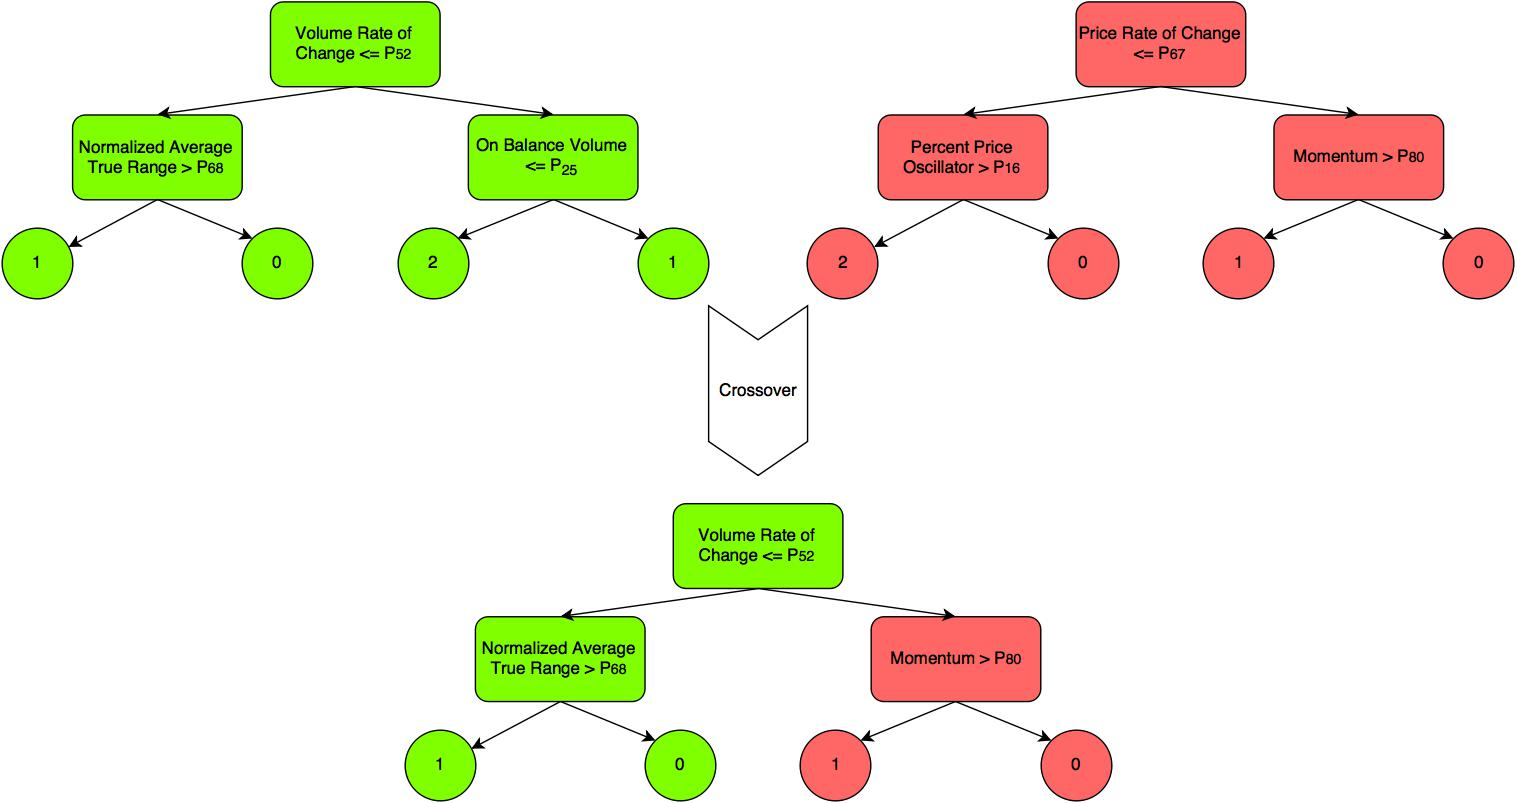 Volume Rate of
Change <= P52
Price Rate of Change
<= P67
Normalized Average
True Range > P68
On Balance Volume
<= P25
Percent Price
Oscillator > P16
Momentum > P80
1
0
2
1
2
0
1
0
Crossover
Volume Rate of
Change <= P52
Normalized Average
True Range > P68
Momentum > P80
1
0
1
0